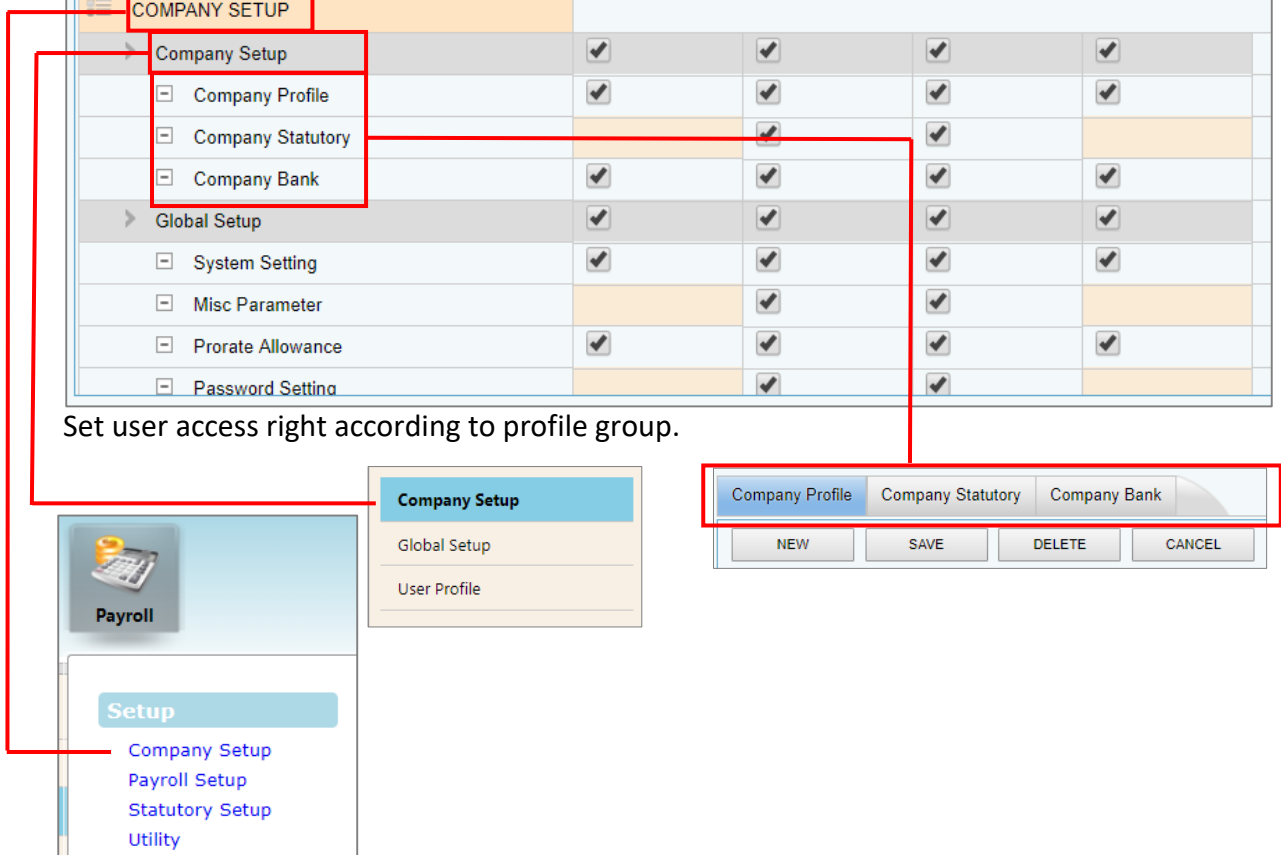 COMPANY SETUP
Company Setup
Company Profile
Company Statutory
Company Bank
Global Setup
System Setting
Misc Parameter
Prorate Allowance
Password Setting
Set user access right according to profile group.
Company Setup
Global Setup
User Profile
Company Profile Company Statutory Company Bank
NEW SAVE DELETE CANCEL
Payroll
Setup
Company Setup
Payroll Setup
Statutory Setup
Utility